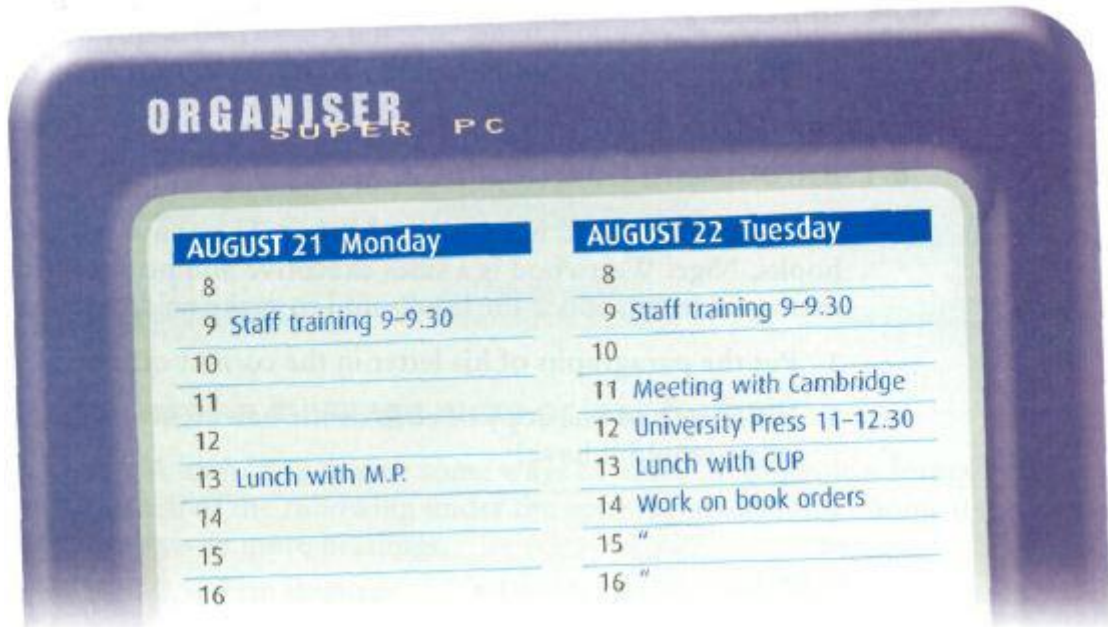 ORGANISER
SUPER PC
AUGUST 21 Monday
8
9 Staff training 9–9.30
10
11
12
13 Lunch with M.P.
14
15
16
AUGUST 22 Tuesday
8
9 Staff training 9–9.30
10
11 Meeting with Cambridge
12 University Press 11–12.30
13 Lunch with CUP
14 Work on book orders
15 "
16 "